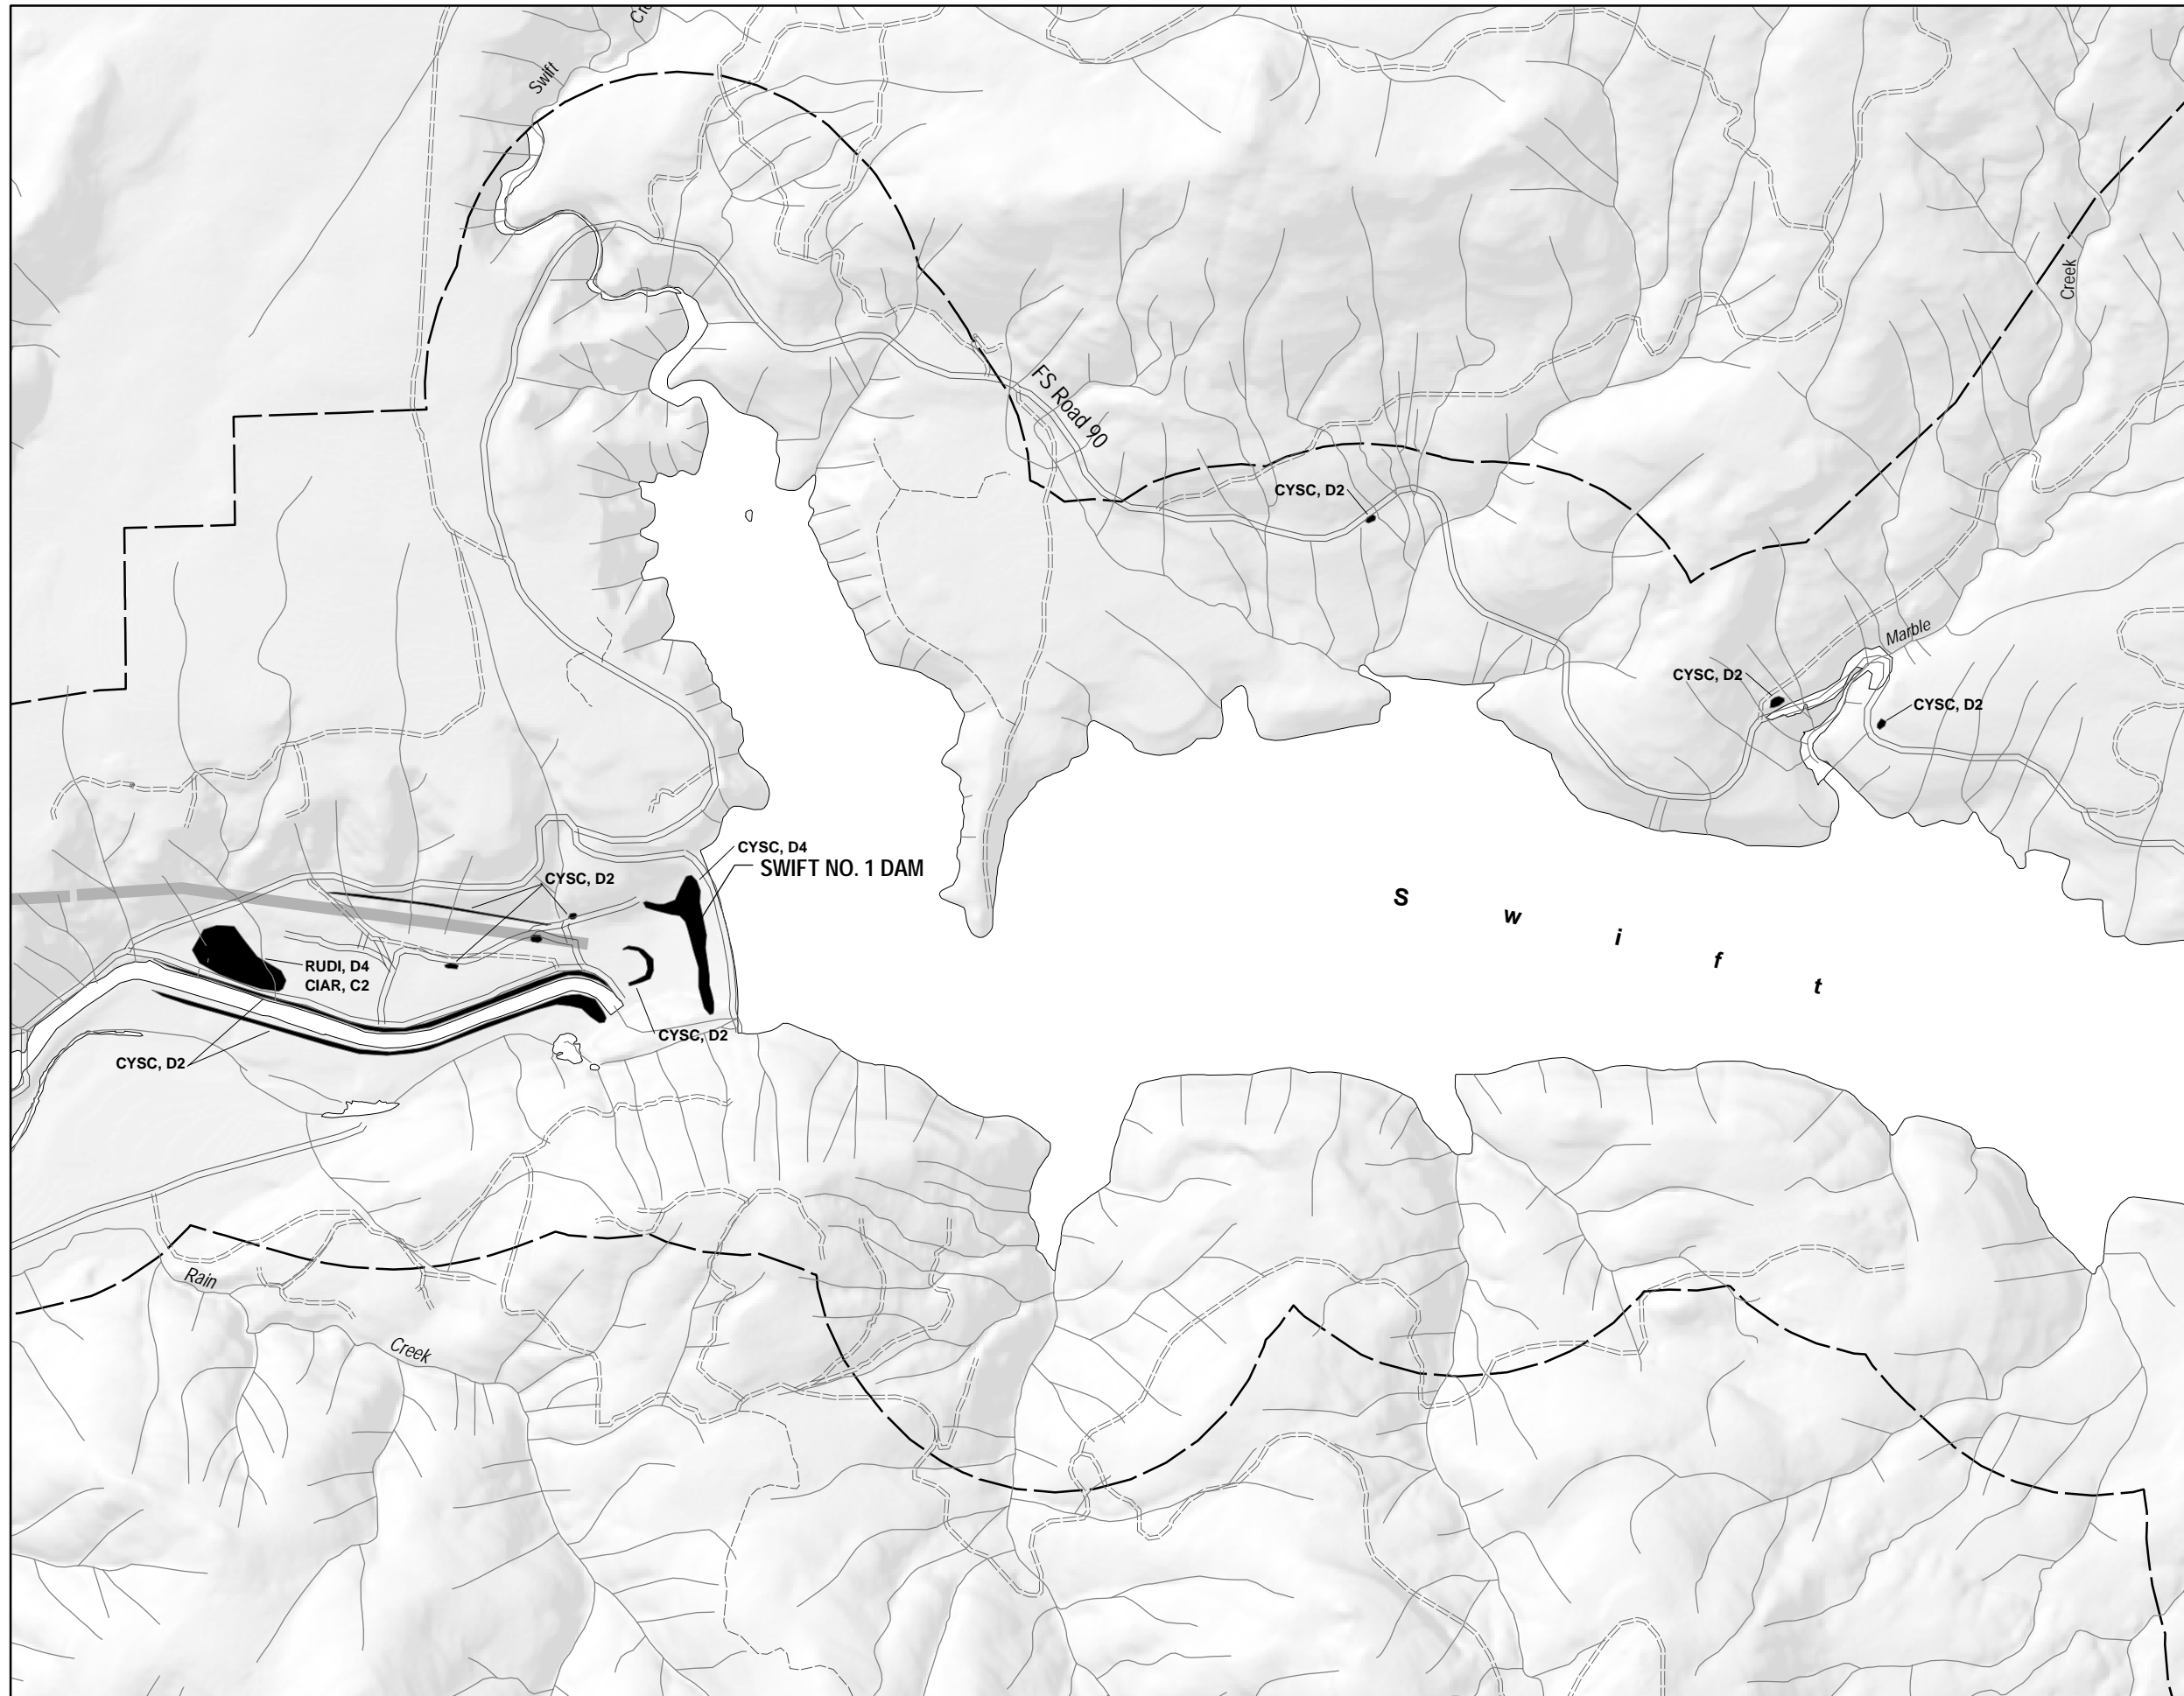 Cre
Swift
Creek
FS Road 90
CYSC, D2
Marble
CYSC, D2
CYSC, D2
CYSC, D4
SWIFT NO. 1 DAM
CYSC, D2
S w i f t
RUDI, D4
CIAR, C2
CYSC, D2
CYSC, D2
Rain
Creek